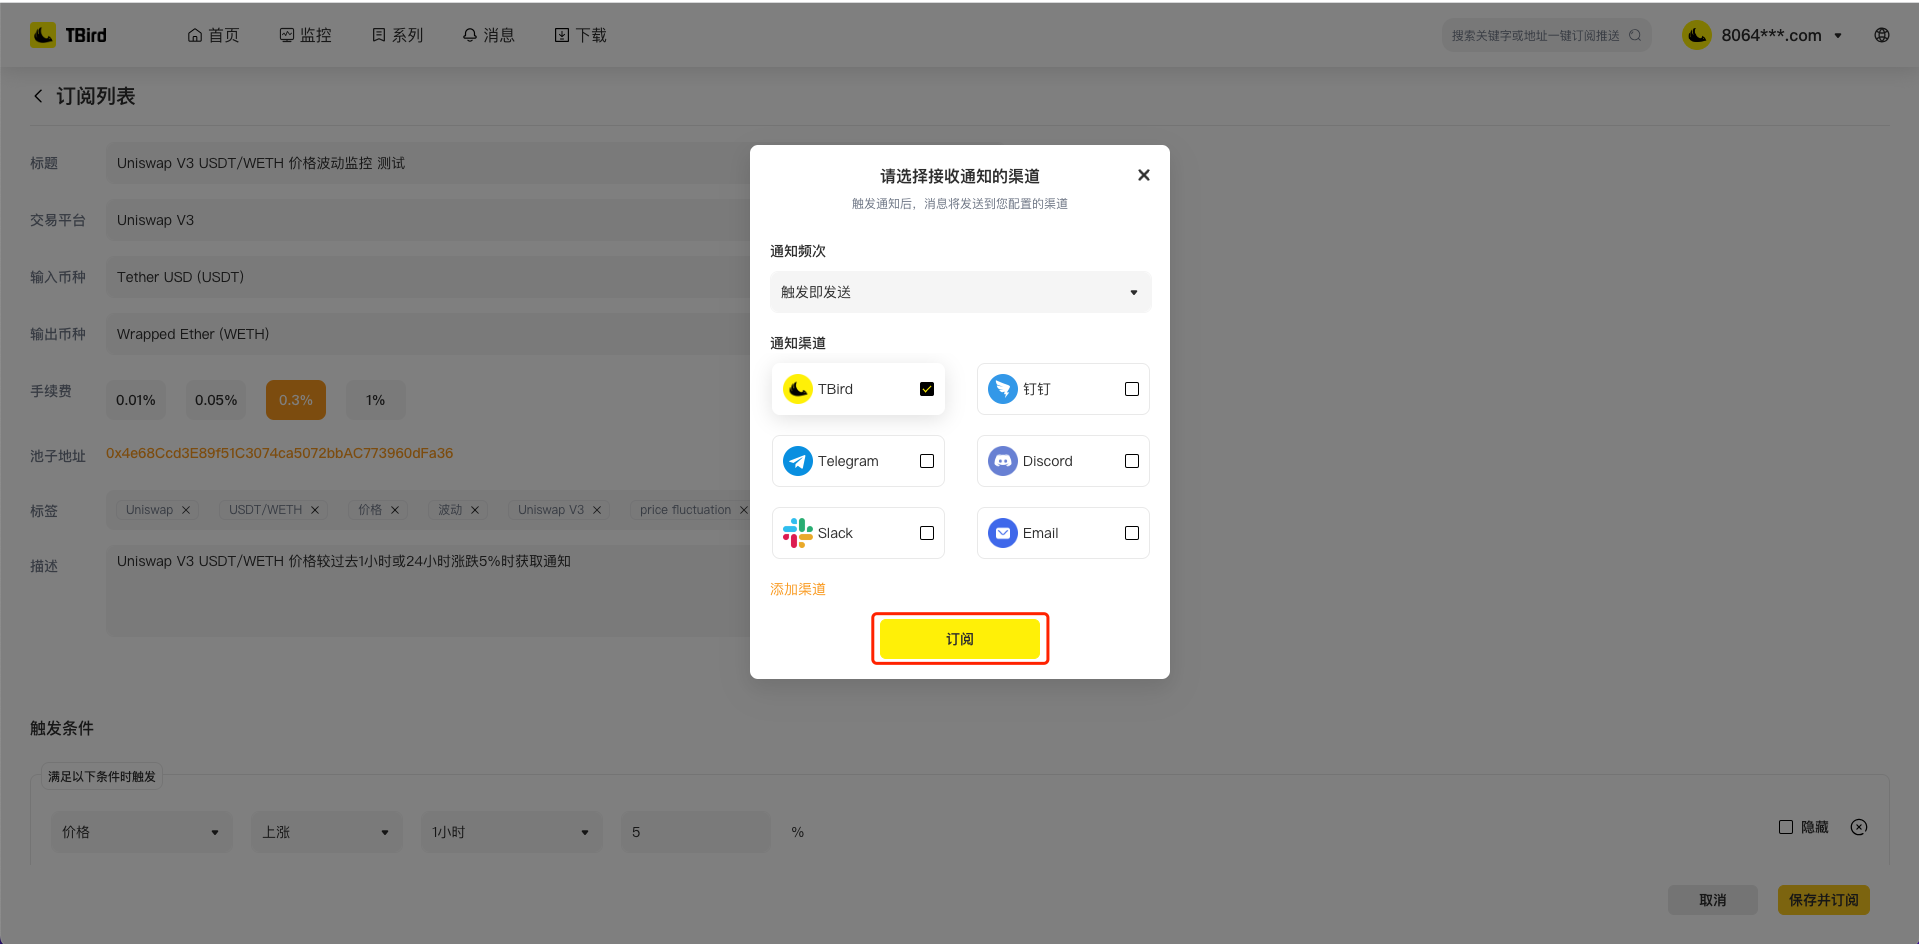 TBird
首页
监控
系列
消息
下载
搜索关键字或地址一键订阅推送
8064***.com
订阅列表
标题
Uniswap V3 USDT/WETH 价格波动监控 测试
交易平台
Uniswap V3
输入币种
Tether USD (USDT)
输出币种
Wrapped Ether (WETH)
手续费
0.01%
0.05%
0.3%
1%
池子地址
0x4e68Ccd3E89f51C3074ca5072bbAC773960dFa36
标签
Uniswap
USDT/WETH
价格
波动
Uniswap V3
price fluctuation
描述
Uniswap V3 USDT/WETH 价格较过去1小时或24小时涨跌5%时获取通知
请选择接收通知的渠道
触发通知后，消息将发送到您配置的渠道
通知频次
触发即发送
通知渠道
TBird
钉钉
Telegram
Discord
Slack
Email
添加渠道
订阅
触发条件
满足以下条件时触发
价格
上涨
1小时
5
%
隐藏
取消
保存并订阅